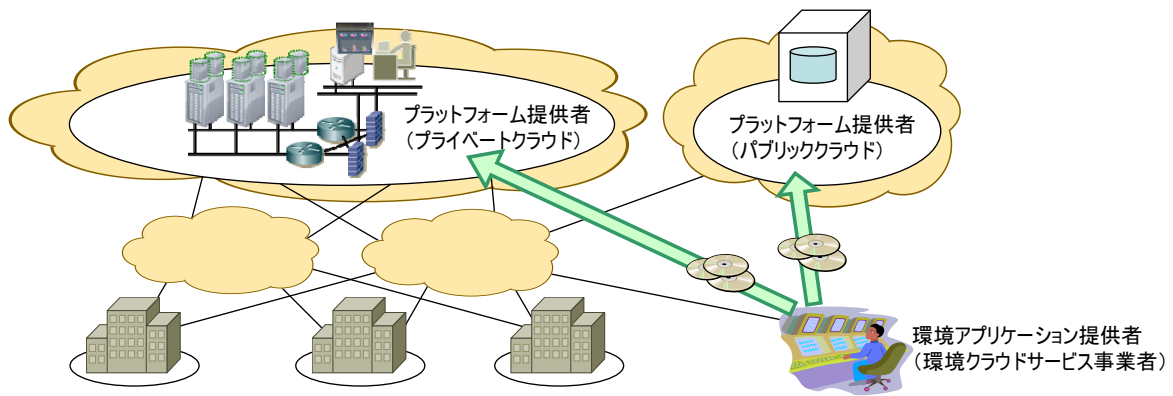 プラットフォーム提供者
（プライベートクラウド）
プラットフォーム提供者
（パブリッククラウド）
環境アプリケーション提供者
（環境クラウドサービス事業者）